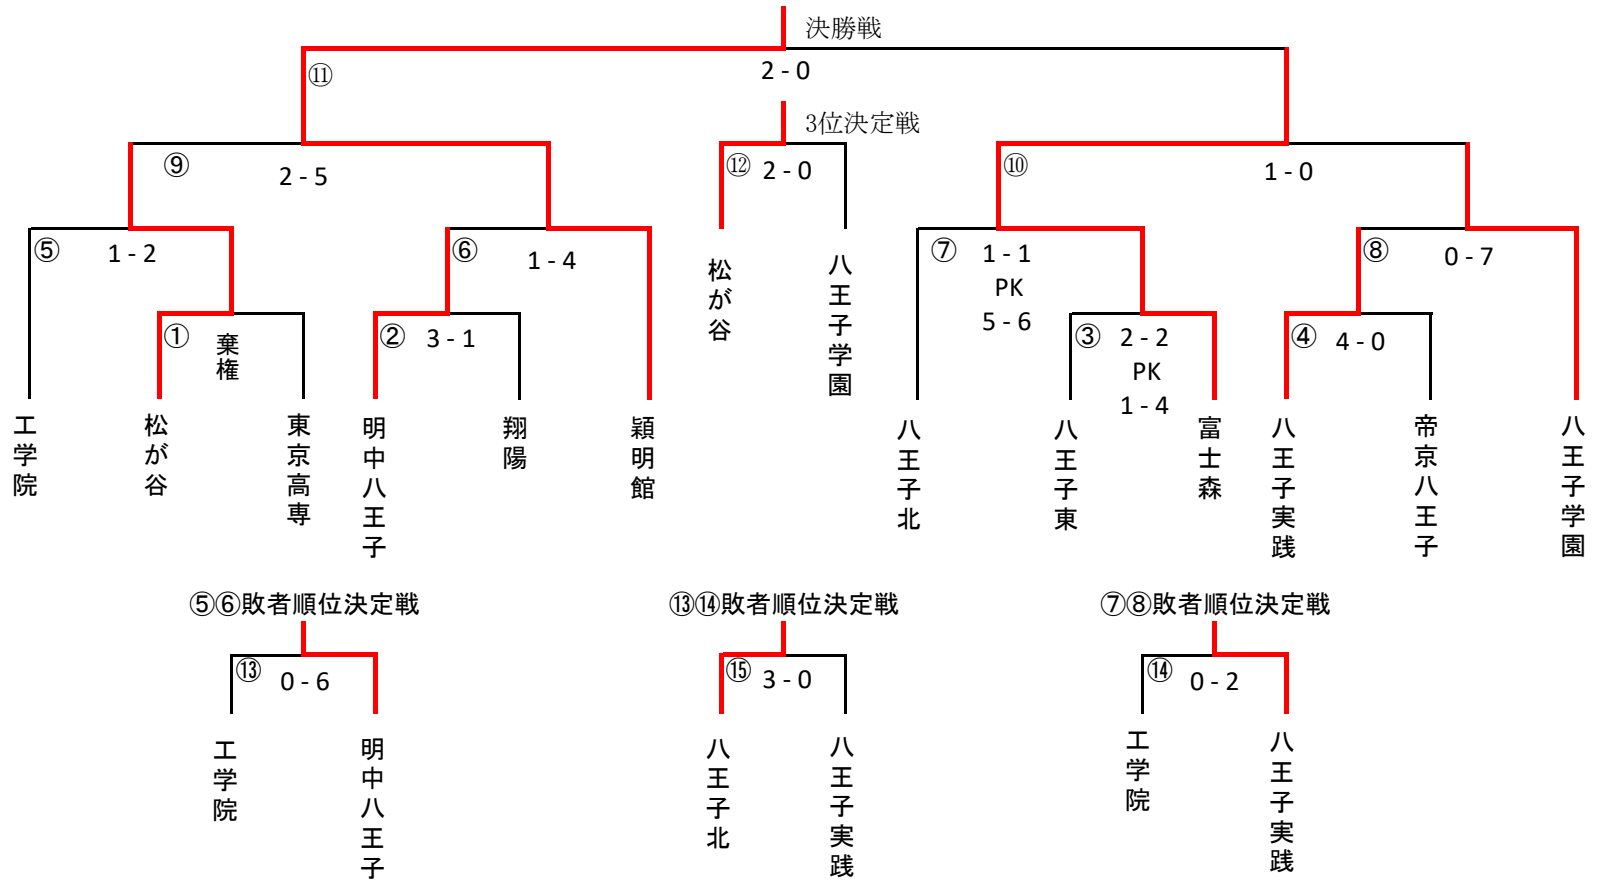 決勝戦
⑪
2 - 0
3位決定戦
⑨
2 - 5
⑫ 2 - 0
⑩
1 - 0
⑤
1 - 2
⑥
1 - 4
松が谷
八王子学園
⑦
1 - 1
PK
5 - 6
⑧
0 - 7
①
棄権
②
3 - 1
③
2 - 2
PK
1 - 4
④
4 - 0
工学院
松が谷
東京高専
明中八王子
翔陽
穎明館
八王子北
八王子東
富士森
八王子実践
帝京八王子
八王子学園
⑤⑥敗者順位決定戦
⑬
0 - 6
工学院
明中八王子
⑬⑭敗者順位決定戦
⑮
3 - 0
八王子北
八王子実践
⑦⑧敗者順位決定戦
⑭
0 - 2
工学院
八王子実践